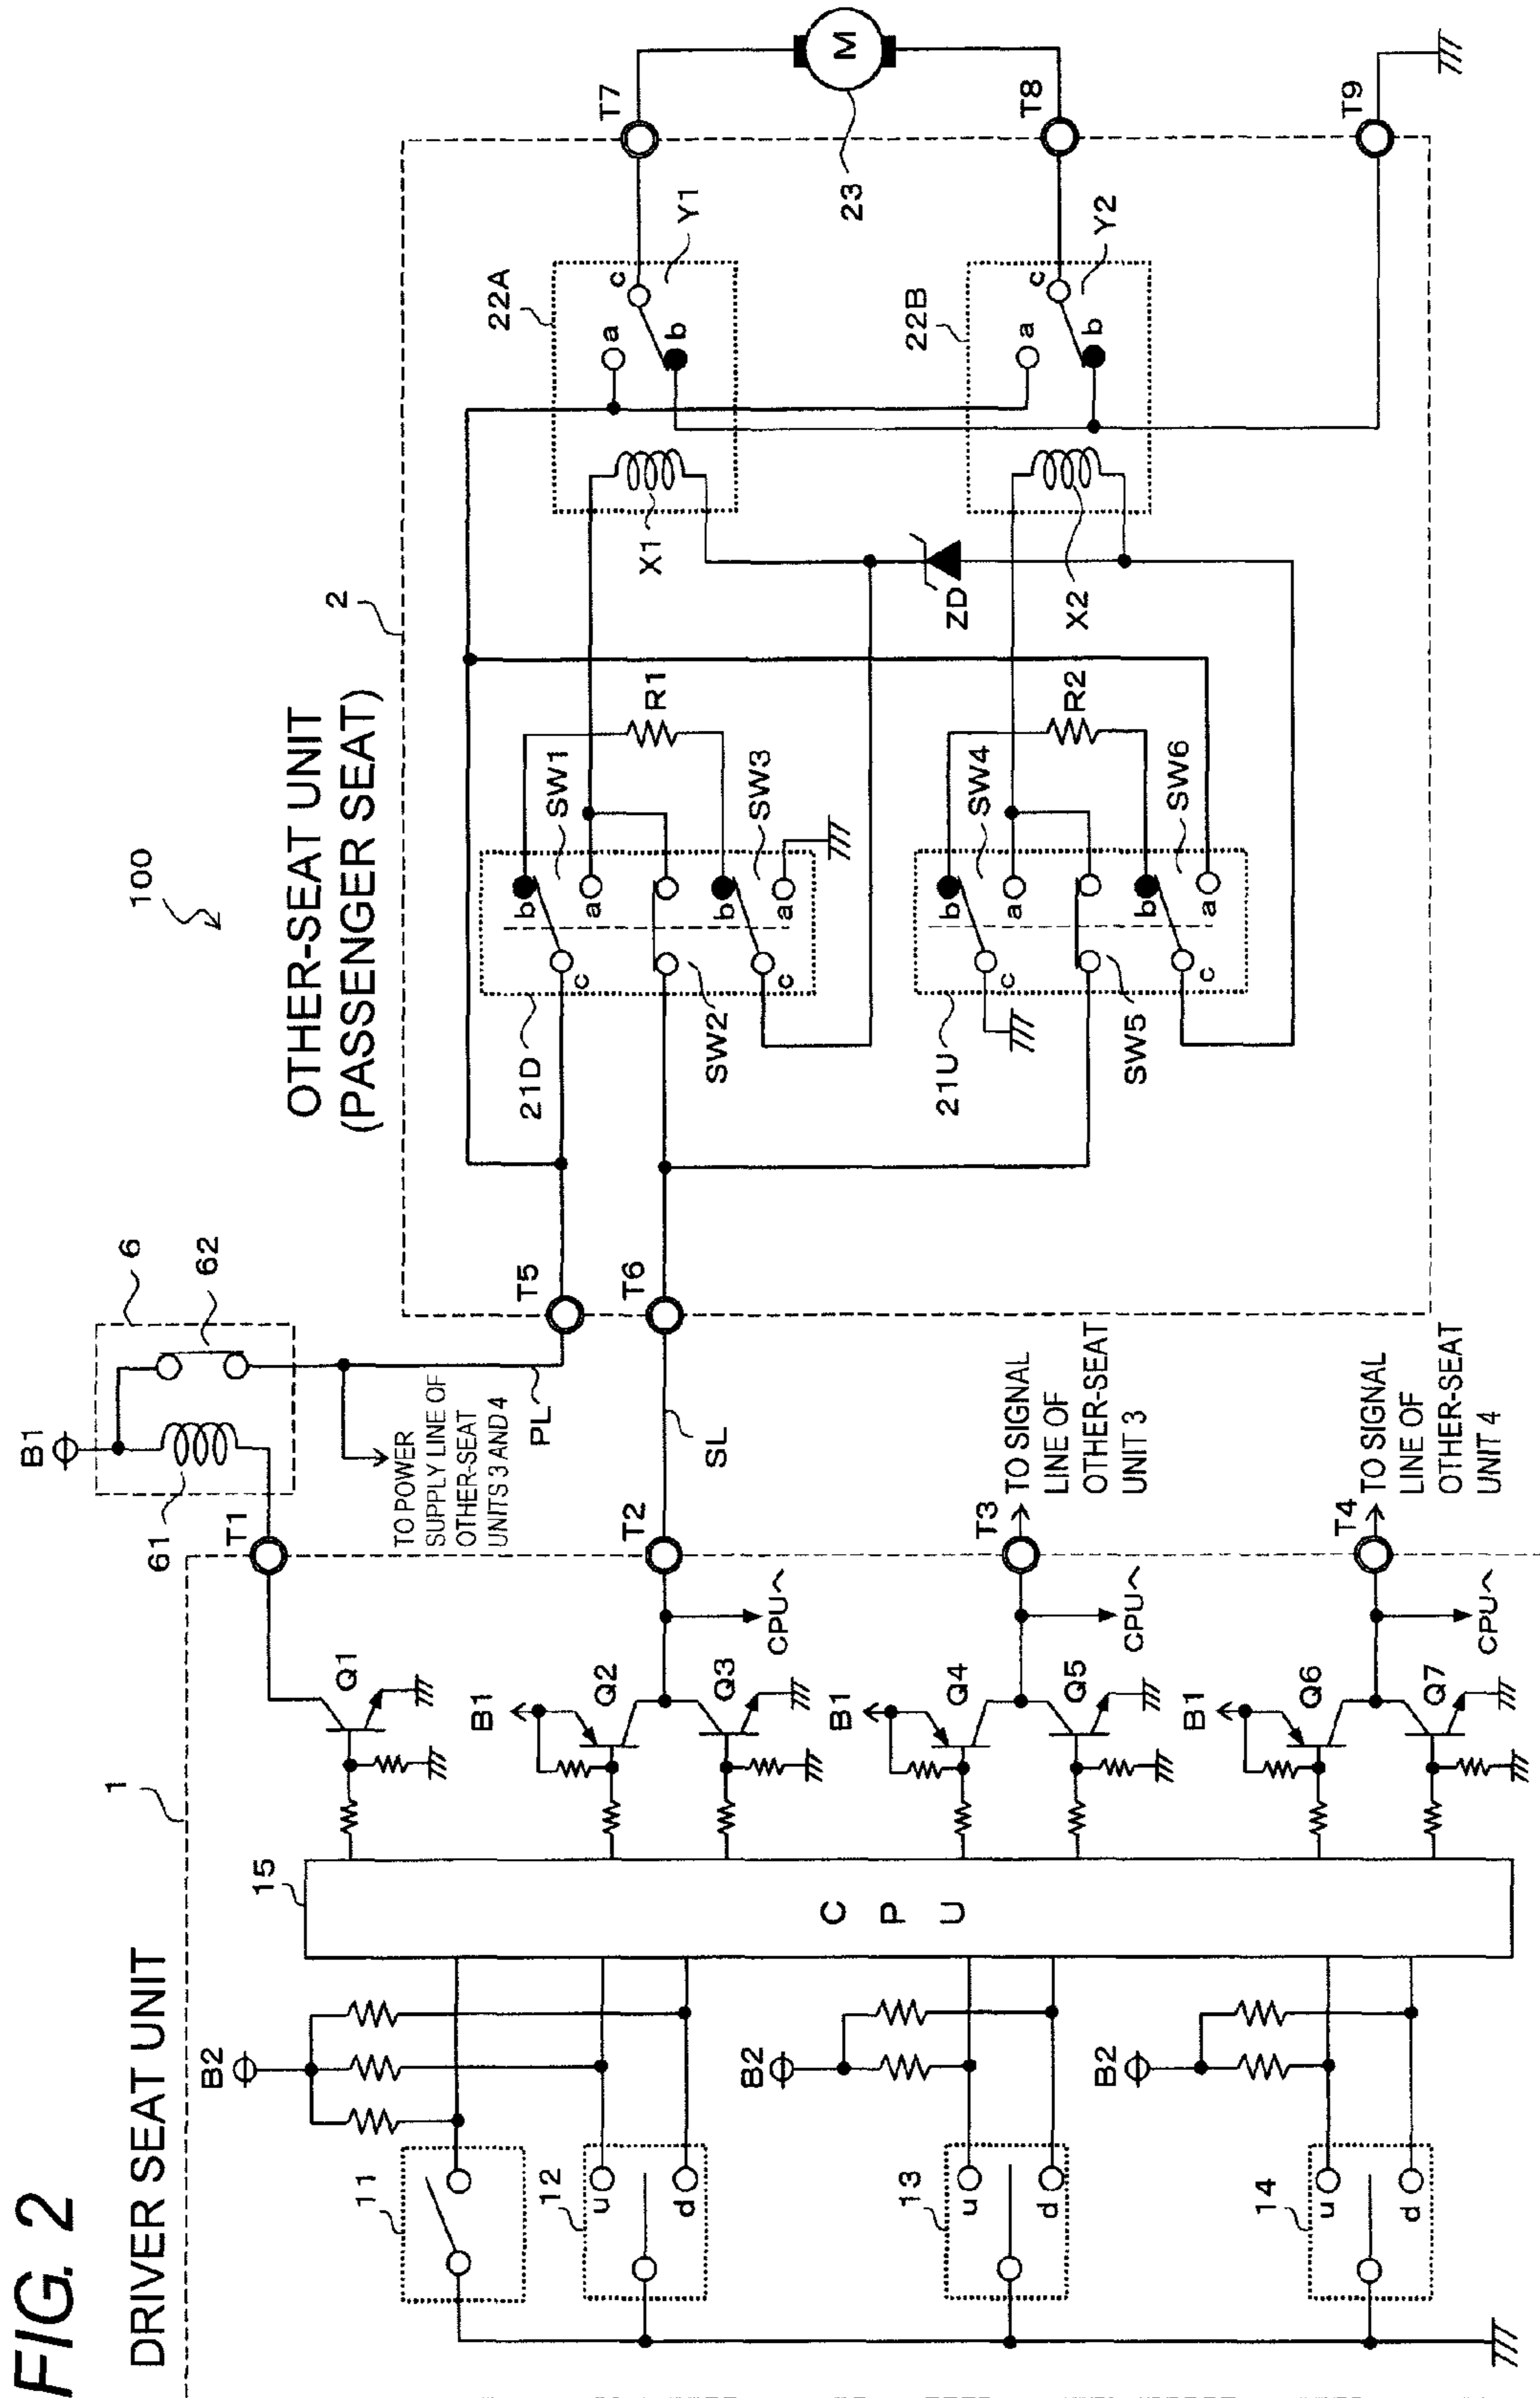 FIG. 2
100
DRIVER SEAT UNIT
1
B2
11
12
u
d
B2
13
u
d
B2
14
u
d
15
C P U
Q1
B1
Q2
Q3
CPU~
B1
Q4
Q5
CPU~
B1
Q6
Q7
CPU~
T1
T2
T3
T4
TO SIGNAL
LINE OF
OTHER-SEAT
UNIT 3
TO SIGNAL
LINE OF
OTHER-SEAT
UNIT 4
B1
6
61
62
TO POWER
SUPPLY LINE OF
OTHER-SEAT
UNITS 3 AND 4
PL
SL
OTHER-SEAT UNIT
(PASSENGER SEAT)
2
T5
T6
21D
b
c
a
SW1
SW2
b
c
a
SW3
R1
21U
b
c
a
SW4
SW5
b
c
a
SW6
R2
ZD
22A
X1
a
b
c
Y1
22B
X2
a
b
c
Y2
T7
T8
T9
M
23